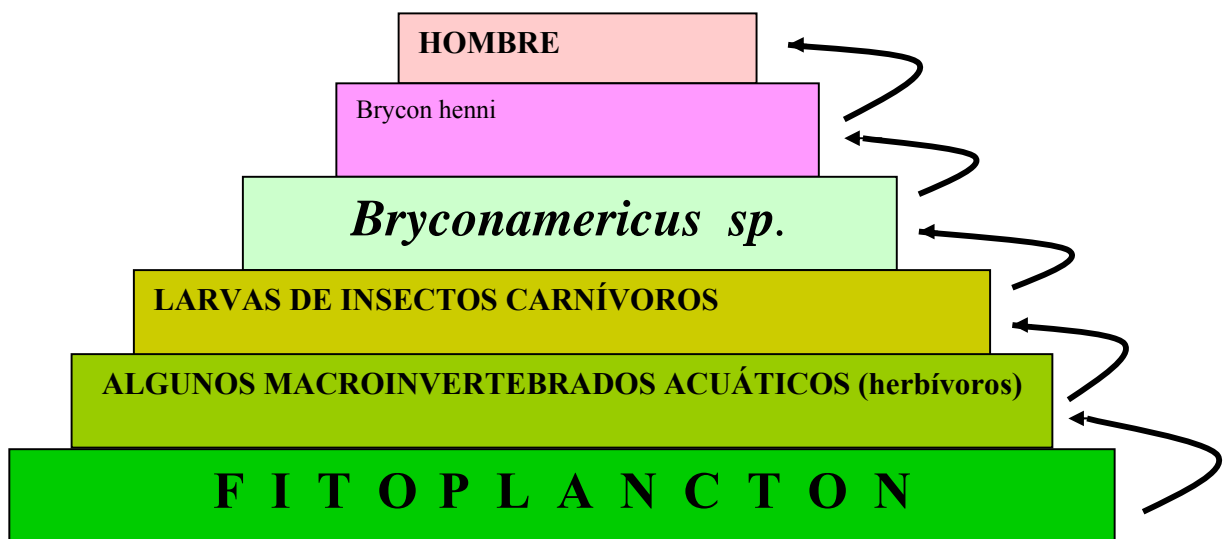 HOMBRE
Brycon henni
Bryconamericus sp.
LARVAS DE INSECTOS CARNÍVOROS
ALGUNOS MACROINVERTEBRADOS ACUÁTICOS (herbívoros)
F I T O P L A N C T O N